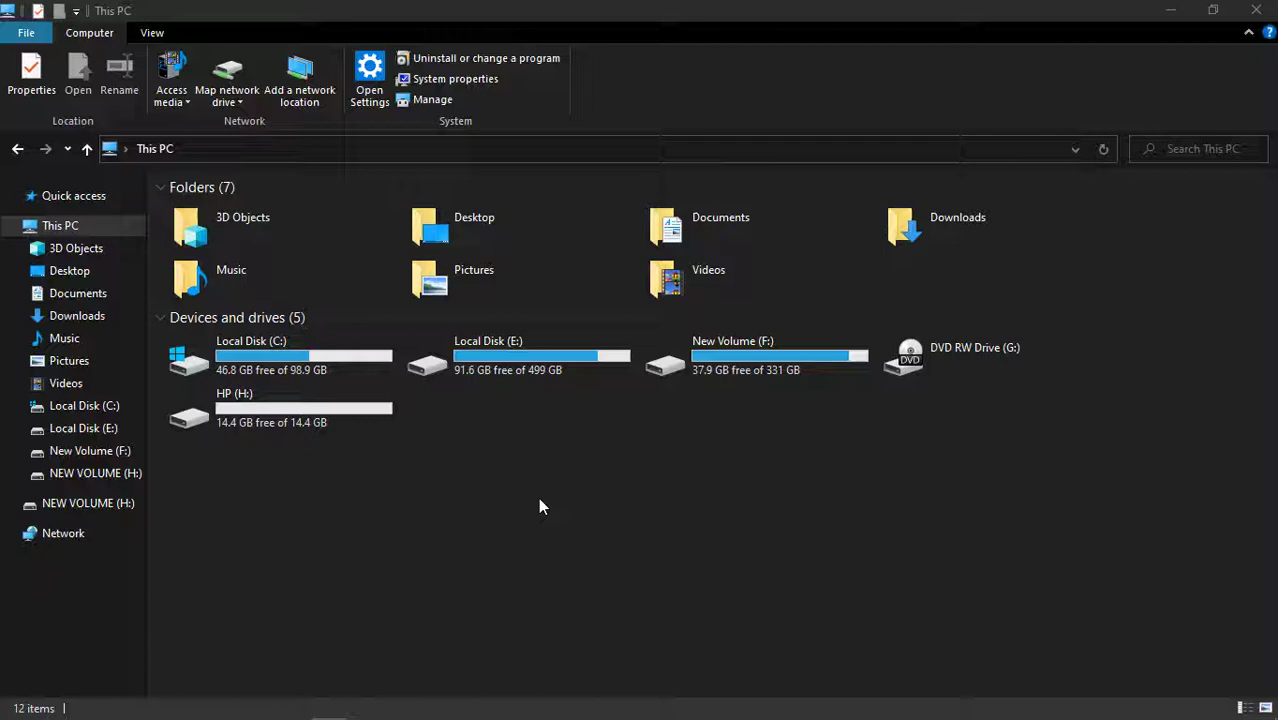 This PC
File Computer View
Properties Open Rename Access media Map network drive Add a network location Open Settings Uninstall or change a program
System properties
Manage
Location Network System
This PC Search This PC
Quick access
This PC
3D Objects
Desktop
Documents
Downloads
Music
Pictures
Videos
Local Disk (C:)
Local Disk (E:)
New Volume (F:)
NEW VOLUME (H:)
NEW VOLUME (H:)
Network
Folders (7)
3D Objects Desktop Documents Downloads
Music Pictures Videos
Devices and drives (5)
Local Disk (C:) Local Disk (E:) New Volume (F:) DVD RW Drive (G:)
DVD
46.8 GB free of 98.9 GB 91.6 GB free of 499 GB 37.9 GB free of 331 GB
HP (H:)
14.4 GB free of 14.4 GB
12 items